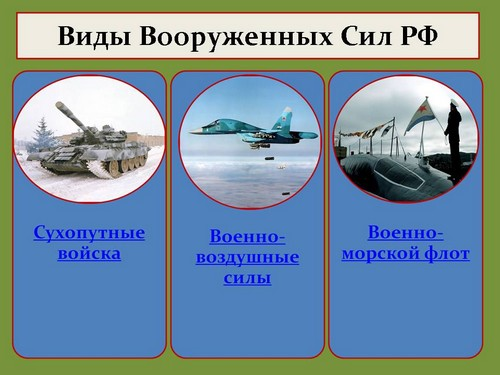 Виды Вооруженных Сил РФ
Сухопутные
войска
Военно-
воздушные
силы
Военно-
морской флот